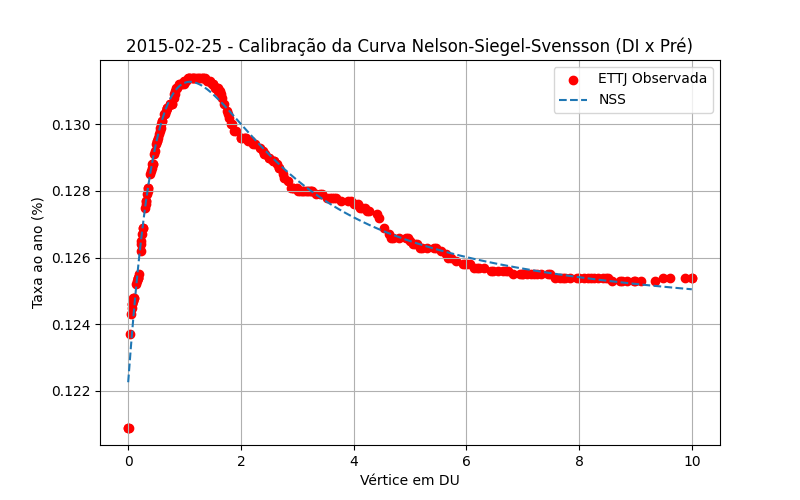 2015-02-25 - Calibração da Curva Nelson-Siegel-Svensson (DI x Pré)
ETTJ Observada
NSS
Taxa ao ano (%)
0.130
0.128
0.126
0.124
0.122
0
2
4
6
8
10
Vértice em DU